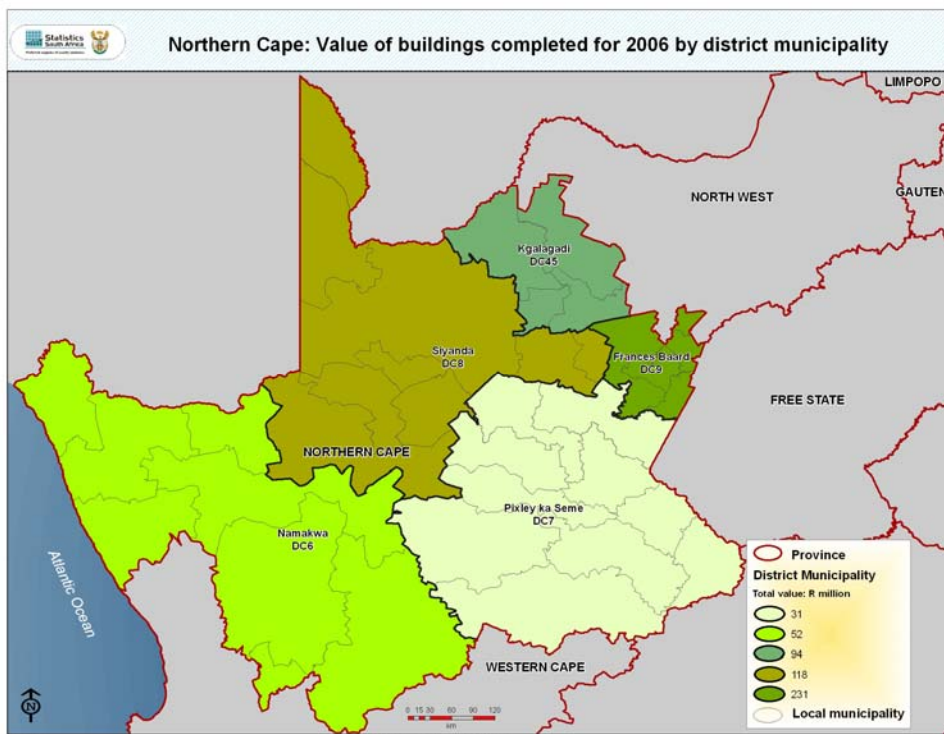 Statistics
South Africa
Northern Cape: Value of buildings completed for 2006 by district municipality
LIMPOPO
NORTH WEST
GAUTEN
Kgalagadi
DC45
Siyanda
DC8
Frances Baard
DC9
FREE STATE
NORTHERN CAPE
Pixley ka Seme
DC7
Namakwa
DC6
Atlantic Ocean
WESTERN CAPE
Province
District Municipality
Total value: R million
31
52
94
118
231
Local municipality
N
0 15 30 60 90 120
km